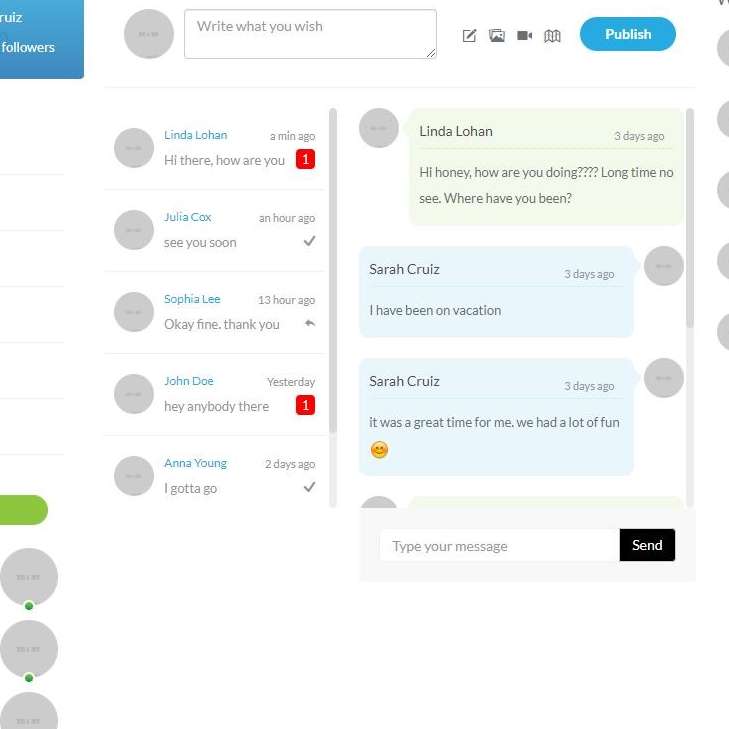 ruiz
followers
Write what you wish
Publish
Linda Lohan
a min ago
Hi there, how are you
1
Julia Cox
an hour ago
see you soon
Sophia Lee
13 hour ago
Okay fine. thank you
John Doe
Yesterday
hey anybody there
1
Anna Young
2 days ago
I gotta go
Linda Lohan
3 days ago
Hi honey, how are you doing???? Long time no
see. Where have you been?
Sarah Cruiz
3 days ago
I have been on vacation
Sarah Cruiz
3 days ago
it was a great time for me. we had a lot of fun
😊
Type your message
Send